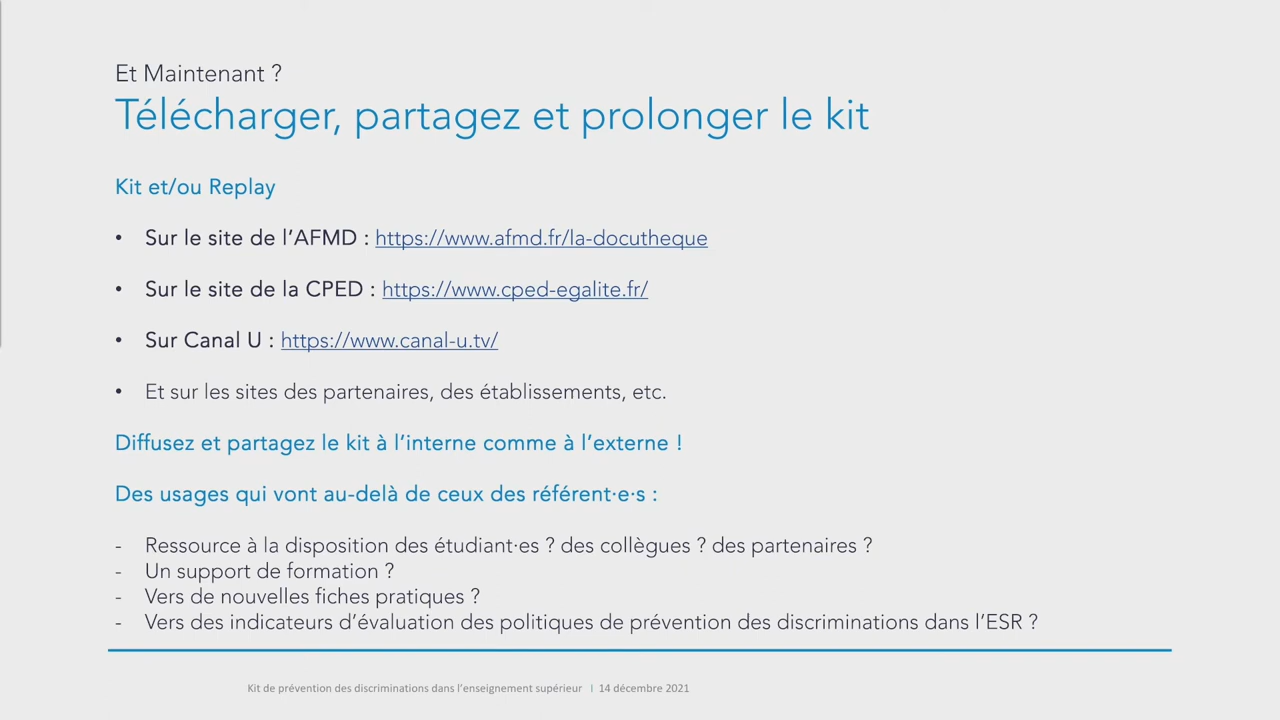 Et Maintenant ?
Télécharger, partagez et prolonger le kit
Kit et/ou Replay
• Sur le site de l’AFMD : https://www.afmd.fr/la-docutheque
• Sur le site de la CPED : https://www.cped-egalite.fr/
• Sur Canal U : https://www.canal-u.tv/
• Et sur les sites des partenaires, des établissements, etc.
Diffusez et partagez le kit à l’interne comme à l’externe !
Des usages qui vont au-delà de ceux des référent·e·s :
- Ressource à la disposition des étudiant·es ? des collègues ? des partenaires ?
- Un support de formation ?
- Vers de nouvelles fiches pratiques ?
- Vers des indicateurs d’évaluation des politiques de prévention des discriminations dans l’ESR ?
Kit de prévention des discriminations dans l’enseignement supérieur | 14 décembre 2021